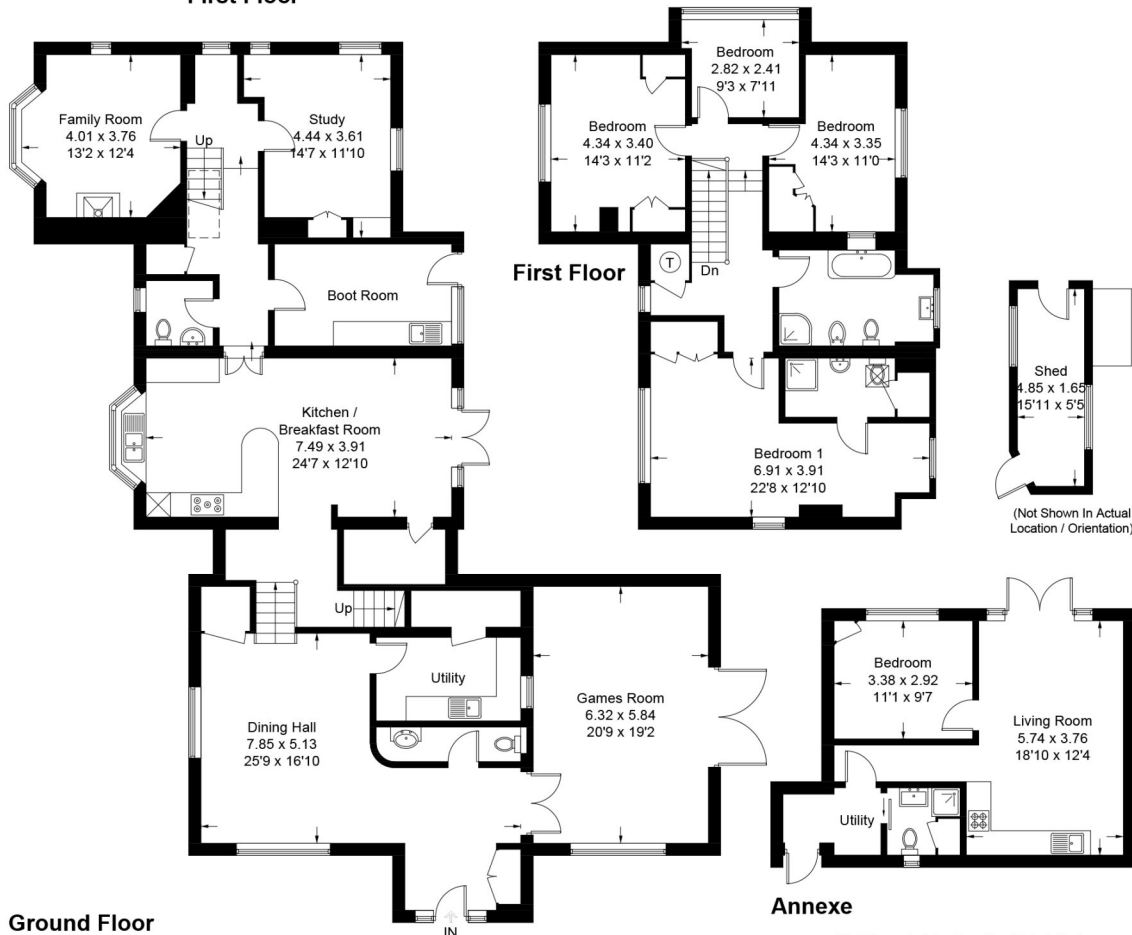 First Floor
Family Room
4.01 x 3.76
13'2 x 12'4
Up
Study
4.44 x 3.61
14'7 x 11'10
Boot Room
Kitchen /
Breakfast Room
7.49 x 3.91
24'7 x 12'10
Up
Utility
Dining Hall
7.85 x 5.13
25'9 x 16'10
Games Room
6.32 x 5.84
20'9 x 19'2
IN
Ground Floor
Bedroom
2.82 x 2.41
9'3 x 7'11
Bedroom
4.34 x 3.40
14'3 x 11'2
Bedroom
4.34 x 3.35
14'3 x 11'0
T
Dn
First Floor
Bedroom 1
6.91 x 3.91
22'8 x 12'10
Shed
4.85 x 1.65
15'11 x 5'5
(Not Shown In Actual
Location / Orientation)
Bedroom
3.38 x 2.92
11'1 x 9'7
Living Room
5.74 x 3.76
18'10 x 12'4
Utility
Annexe